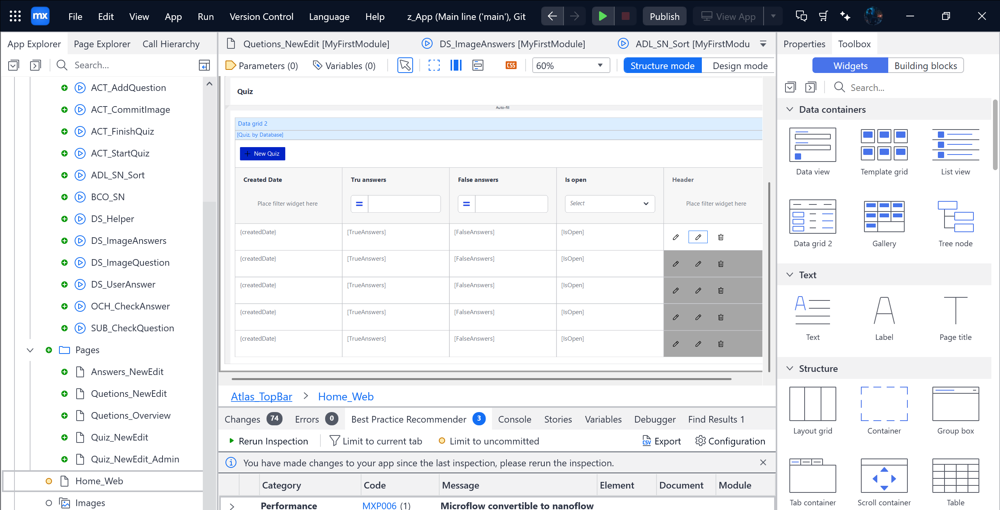 mx File Edit View App Run Version Control Language Help z_App (Main line ('main'), Git Publish View App
App Explorer Page Explorer Call Hierarchy
Search...
ACT_AddQuestion
ACT_CommitImage
ACT_FinishQuiz
ACT_StartQuiz
ADL_SN_Sort
BCO_SN
DS_Helper
DS_ImageAnswers
DS_ImageQuestion
DS_UserAnswer
OCH_CheckAnswer
SUB_CheckQuestion
Pages
Answers_NewEdit
Quetions_NewEdit
Quetions_Overview
Quiz_NewEdit
Quiz_NewEdit_Admin
Home_Web
Images
Quetions_NewEdit [MyFirstModule] DS_ImageAnswers [MyFirstModule] ADL_SN_Sort [MyFirstModu
Parameters (0) Variables (0) CSS 60% Structure mode Design mode
Quiz
Auto-fill
Data grid 2
[Quiz, by Database]
New Quiz
Created Date Tru answers False answers Is open Header
Place filter widget here = = Select Place filter widget here
{createdDate} [TrueAnswers] [FalseAnswers] [IsOpen]
{createdDate} [TrueAnswers] [FalseAnswers] [IsOpen]
{createdDate} [TrueAnswers] [FalseAnswers] [IsOpen]
{createdDate} [TrueAnswers] [FalseAnswers] [IsOpen]
{createdDate} [TrueAnswers] [FalseAnswers] [IsOpen]
Atlas_TopBar > Home_Web
Changes 74 Errors 0 Best Practice Recommender 3 Console Stories Variables Debugger Find Results 1
Rerun Inspection Limit to current tab Limit to uncommitted CSV Export Configuration
You have made changes to your app since the last inspection, please rerun the inspection.
Category Code Message Element Document Module
Performance MXP006 (1) Microflow convertible to nanoflow
Properties Toolbox
Widgets Building blocks
Search...
Data containers
Data view Template grid List view
Data grid 2 Gallery Tree node
Text
Text Label Page title
Structure
Layout grid Container Group box
Tab container Scroll container Table